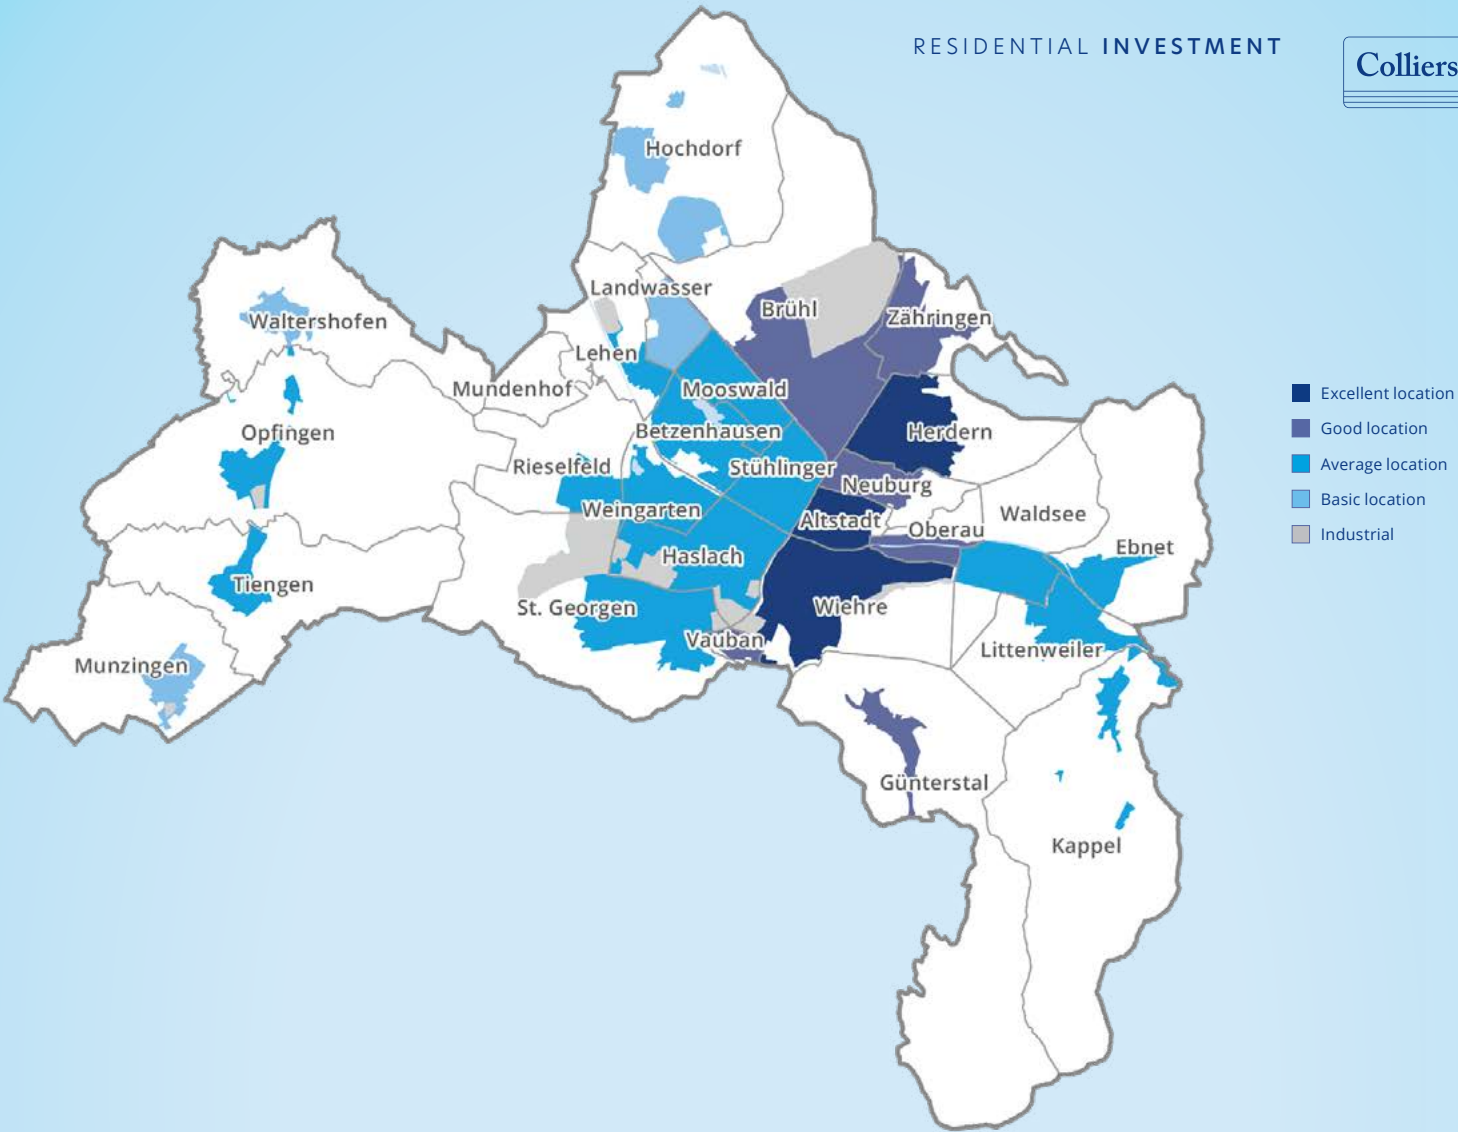 RESIDENTIAL INVESTMENT
Colliers
Hochdorf
Landwasser
Brühl
Zähringen
Waltershofen
Lehen
Mundenhof
Mooswald
Excellent location
Good location
Average location
Basic location
Industrial
Opfingen
Betzenhausen
Herdern
Rieselfeld
Stühlinger
Neuburg
Weingarten
Altstadt
Oberau
Waldsee
Haslach
Ebnet
Tiengen
St. Georgen
Wiehre
Vauban
Littenweiler
Munzingen
Günterstal
Kappel